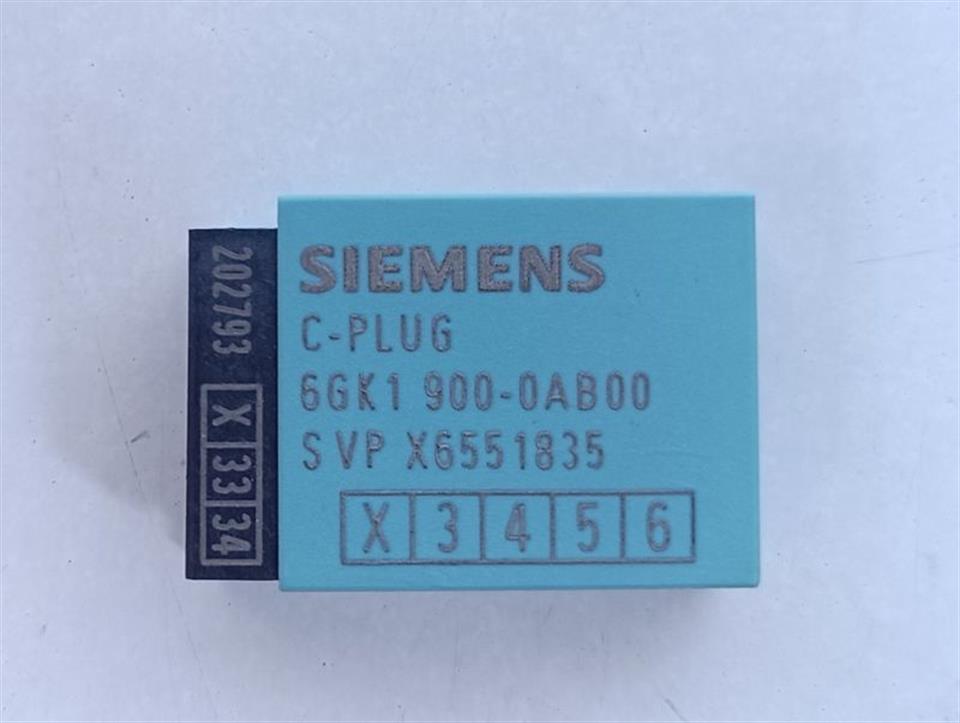 SIEMENS
C-PLUG
6GK1 900-0AB00
S VP X6551835
X 3 4 5 6
202793 X 33 34